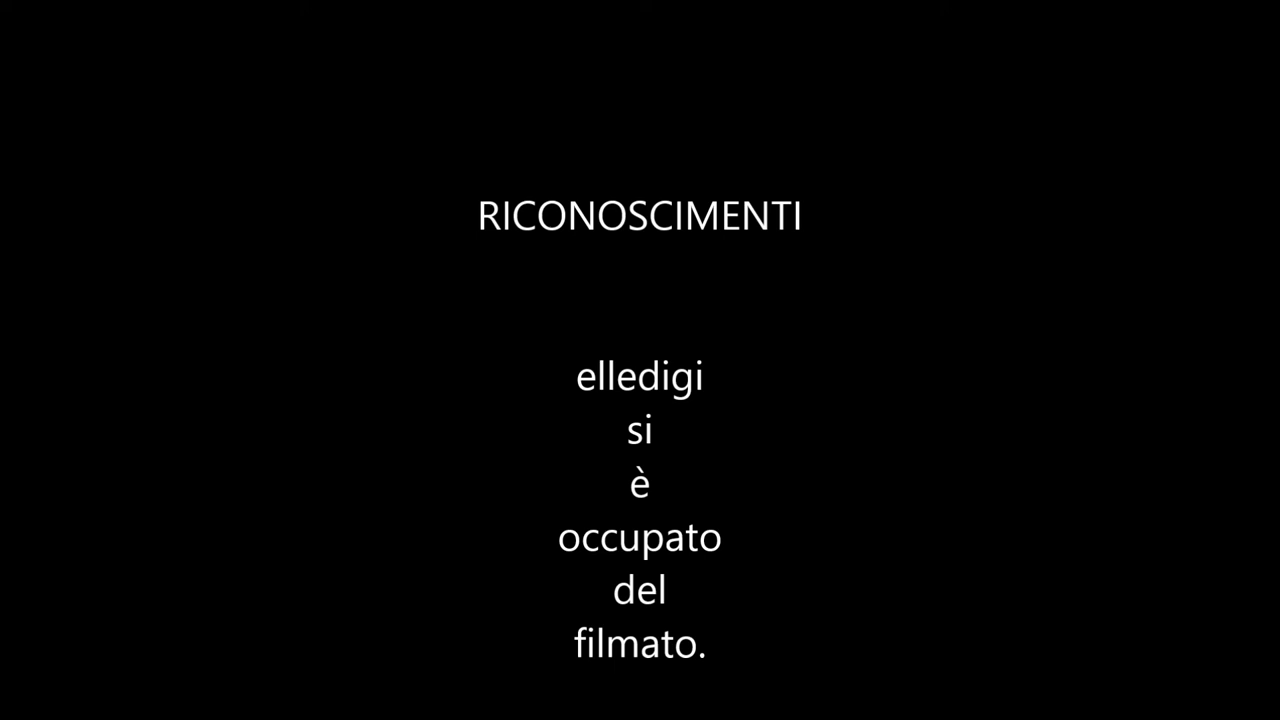 RICONOSCIMENTI
elledigi
si
è
occupato
del
filmato.